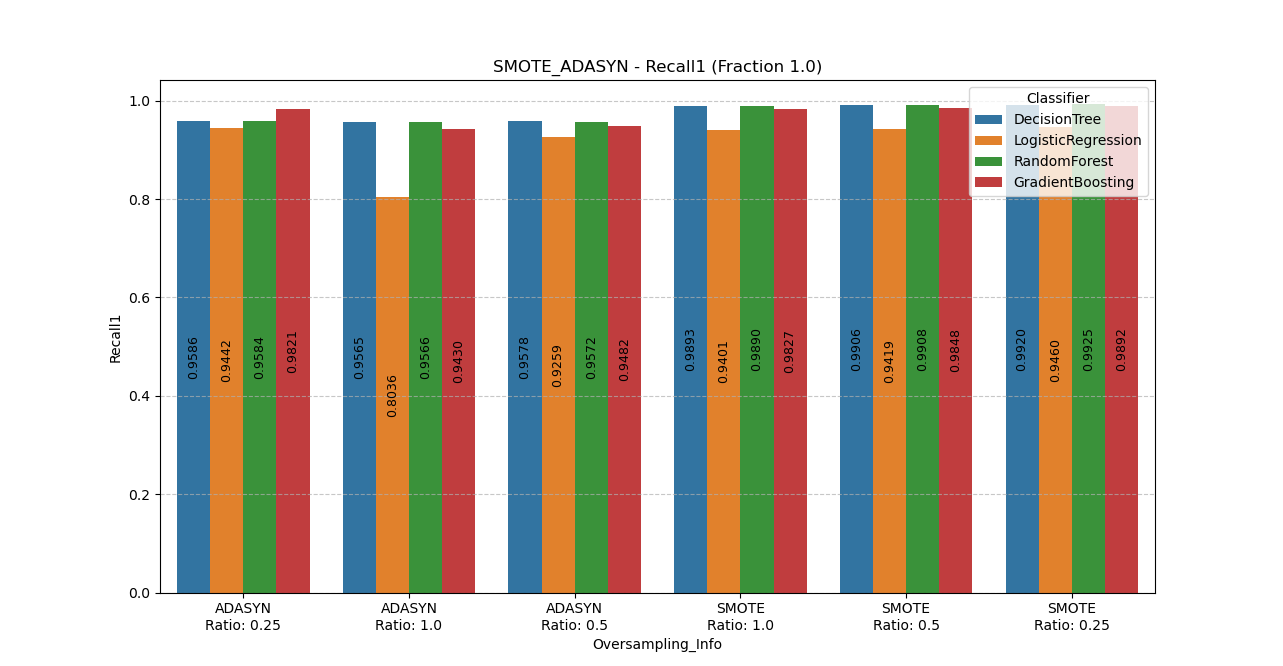 SMOTE_ADASYN - Recall1 (Fraction 1.0)
Classifier
DecisionTree
LogisticRegression
RandomForest
GradientBoosting
Recall1
1.0
0.8
0.6
0.4
0.2
0.0
0.9586
0.9442
0.9584
0.9821
0.9565
0.8036
0.9566
0.9430
0.9578
0.9259
0.9572
0.9482
0.9893
0.9401
0.9890
0.9827
0.9906
0.9419
0.9908
0.9848
0.9920
0.9460
0.9925
0.9892
ADASYN
Ratio: 0.25
ADASYN
Ratio: 1.0
ADASYN
Ratio: 0.5
SMOTE
Ratio: 1.0
SMOTE
Ratio: 0.5
SMOTE
Ratio: 0.25
Oversampling_Info